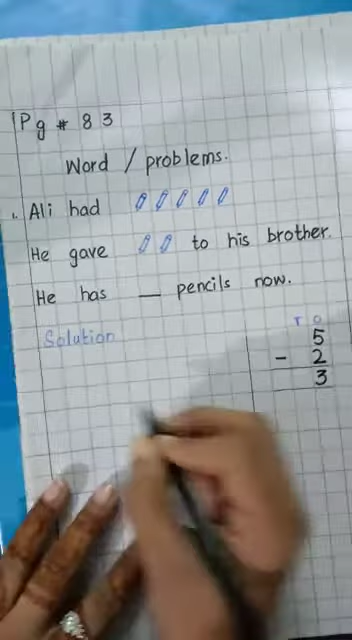 Pg # 83
Word / problems.
1. Ali had
He gave to his brother.
He has __ pencils now.
Solution
T O
5
- 2
3